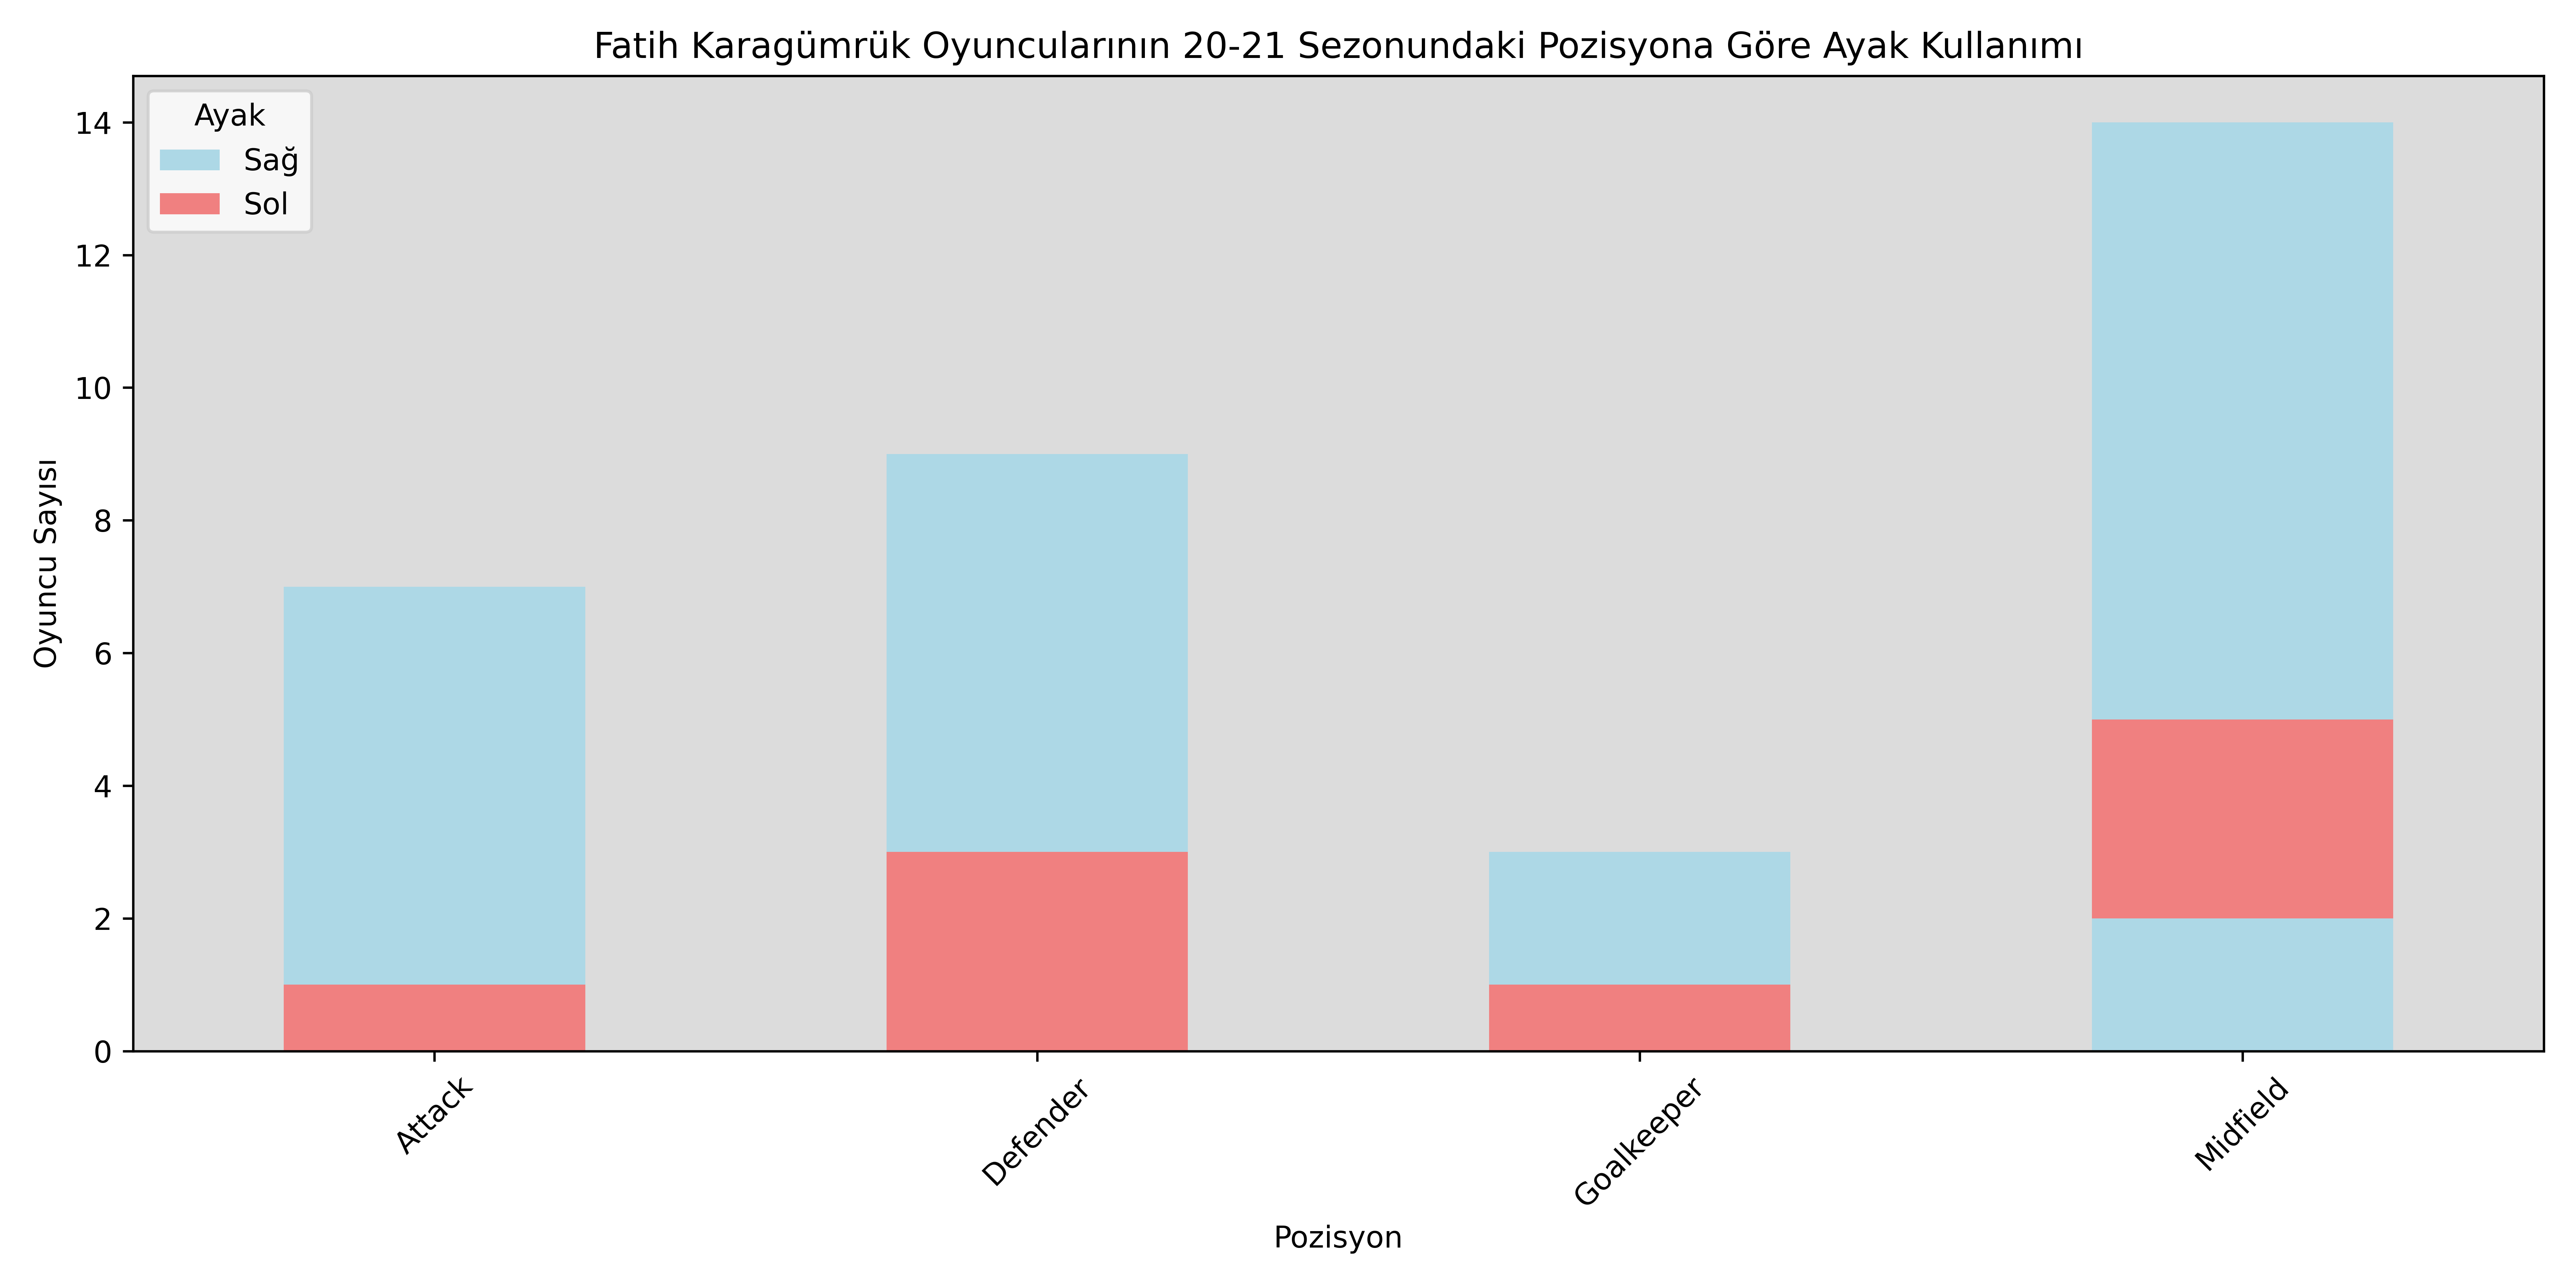 Fatih Karagümrük Oyuncularının 20-21 Sezonundaki Pozisyona Göre Ayak Kullanımı
Ayak
Sağ
Sol
14
12
10
8
6
4
2
0
Oyuncu Sayısı
Attack
Defender
Goalkeeper
Midfield
Pozisyon